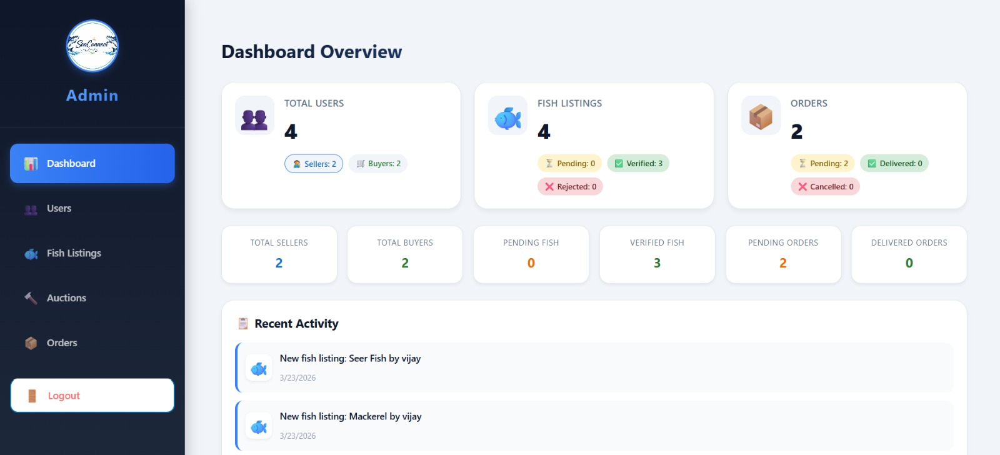 SeaConnect
Admin
Dashboard
Users
Fish Listings
Auctions
Orders
Logout
Dashboard Overview
TOTAL USERS
4
Sellers: 2
Buyers: 2
FISH LISTINGS
4
Pending: 0
Verified: 3
Rejected: 0
ORDERS
2
Pending: 2
Delivered: 0
Cancelled: 0
TOTAL SELLERS
2
TOTAL BUYERS
2
PENDING FISH
0
VERIFIED FISH
3
PENDING ORDERS
2
DELIVERED ORDERS
0
Recent Activity
New fish listing: Seer Fish by vijay
3/23/2026
New fish listing: Mackerel by vijay
3/23/2026